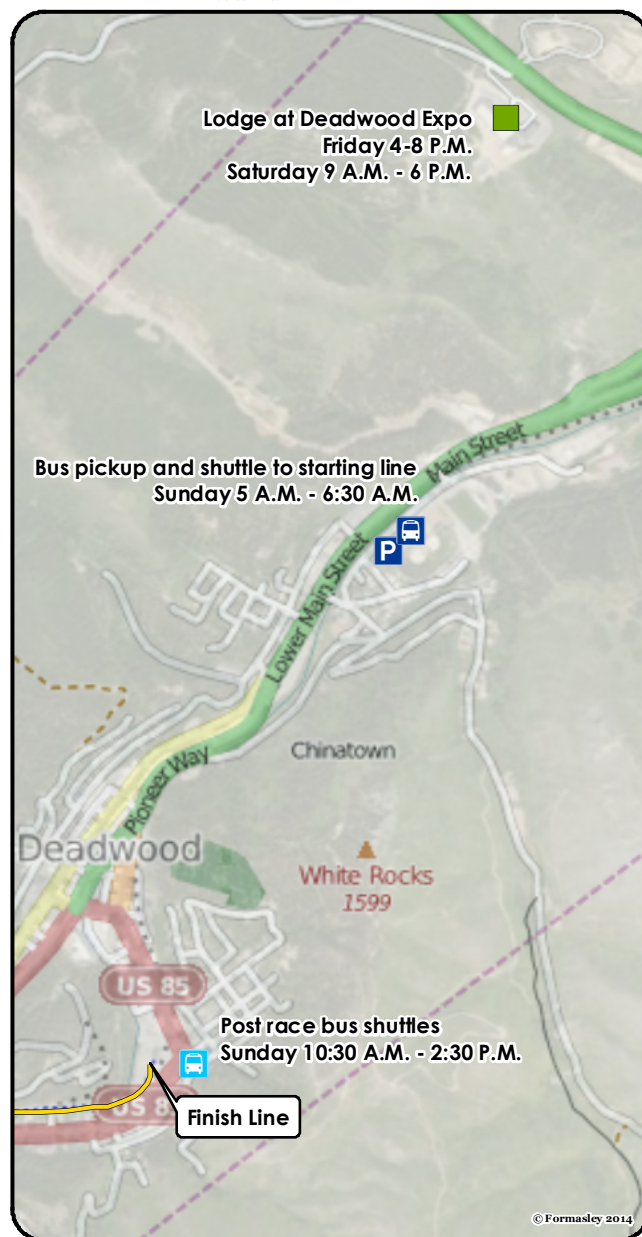 Lodge at Deadwood Expo
Friday 4-8 P.M.
Saturday 9 A.M. - 6 P.M.
Main Street
Bus pickup and shuttle to starting line
Sunday 5 A.M. - 6:30 A.M.
P
Lower Main Street
Chinatown
Pioneer Way
Deadwood
White Rocks
1599
US 85
Post race bus shuttles
Sunday 10:30 A.M. - 2:30 P.M.
US 8
Finish Line
© Formasley 2014